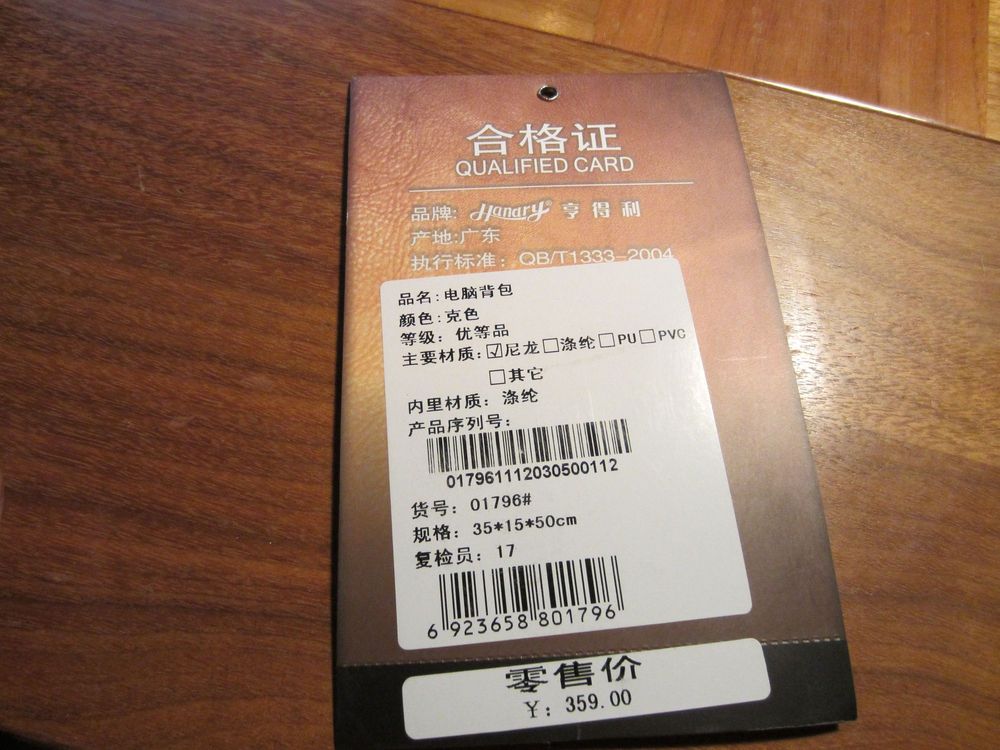 合格证
QUALIFIED CARD
品牌: Hanary® 亨得利
产地:广东
执行标准: QB/T1333-2004
品名:电脑背包
颜色:克色
等级: 优等品
主要材质:☑尼龙□涤纶□PU□PVC
□其它
内里材质: 涤纶
产品序列号:
017961112030500112
货号: 01796#
规格: 35*15*50cm
复检员: 17
6 923658 801796
零售价
¥: 359.00